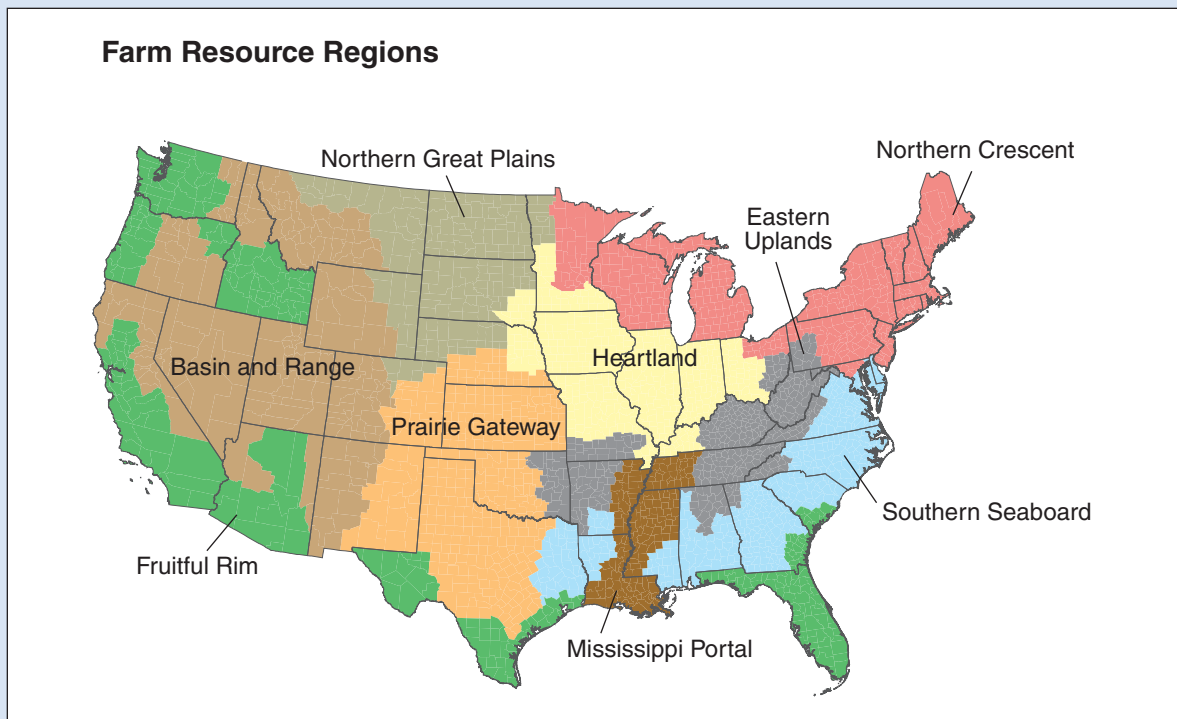 Farm Resource Regions
Northern Great Plains
Northern Crescent
Eastern
Uplands
Basin and Range
Heartland
Prairie Gateway
Southern Seaboard
Fruitful Rim
Mississippi Portal